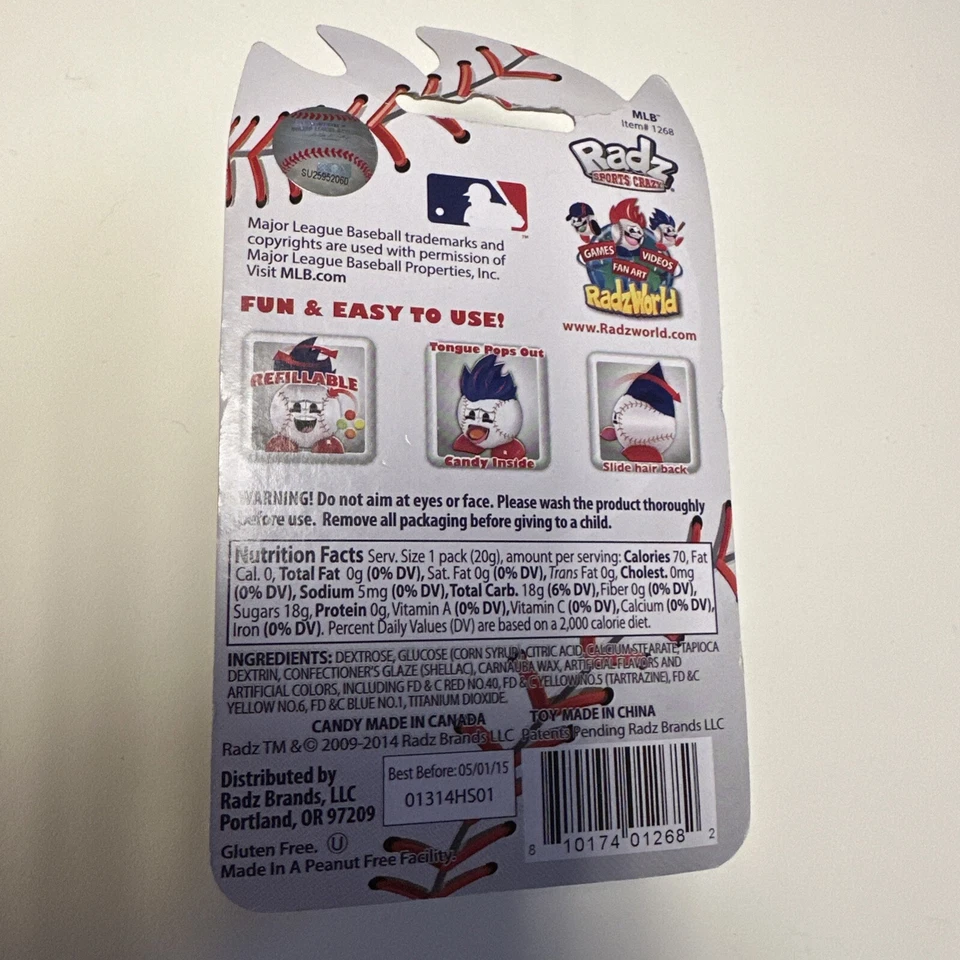 MLB™
Item# 1268
Radz
SPORTS CRAZY
SU25952060
Major League Baseball trademarks and
copyrights are used with permission of
Major League Baseball Properties, Inc.
Visit MLB.com
GAMES
VIDEOS
FAN ART
RadzWorld
www.Radzworld.com
FUN & EASY TO USE!
REFILLABLE
Tongue Pops Out
Candy Inside
Slide hair back
WARNING! Do not aim at eyes or face. Please wash the product thoroughly
before use. Remove all packaging before giving to a child.
Nutrition Facts Serv. Size 1 pack (20g), amount per serving: Calories 70, Fat
Cal. 0, Total Fat 0g (0% DV), Sat. Fat 0g (0% DV), Trans Fat 0g, Cholest. 0mg
(0% DV), Sodium 5mg (0% DV), Total Carb. 18g (6% DV), Fiber 0g (0% DV),
Sugars 18g, Protein 0g, Vitamin A (0% DV), Vitamin C (0% DV), Calcium (0% DV),
Iron (0% DV). Percent Daily Values (DV) are based on a 2,000 calorie diet.
INGREDIENTS: DEXTROSE, GLUCOSE (CORN SYRUP), CITRIC ACID, CALCIUM STEARATE, TAPIOCA
DEXTRIN, CONFECTIONER'S GLAZE (SHELLAC), CARNAUBA WAX, ARTIFICIAL FLAVORS AND
ARTIFICIAL COLORS, INCLUDING FD & C RED NO.40, FD & C YELLOW NO.5 (TARTRAZINE), FD &C
YELLOW NO.6, FD &C BLUE NO.1, TITANIUM DIOXIDE.
CANDY MADE IN CANADA TOY MADE IN CHINA
Radz TM &© 2009-2014 Radz Brands LLC Patents Pending Radz Brands LLC
Distributed by
Radz Brands, LLC
Portland, OR 97209
Best Before: 05/01/15
01314HS01
Gluten Free. U
Made In A Peanut Free Facility.
8 10174 01268 2